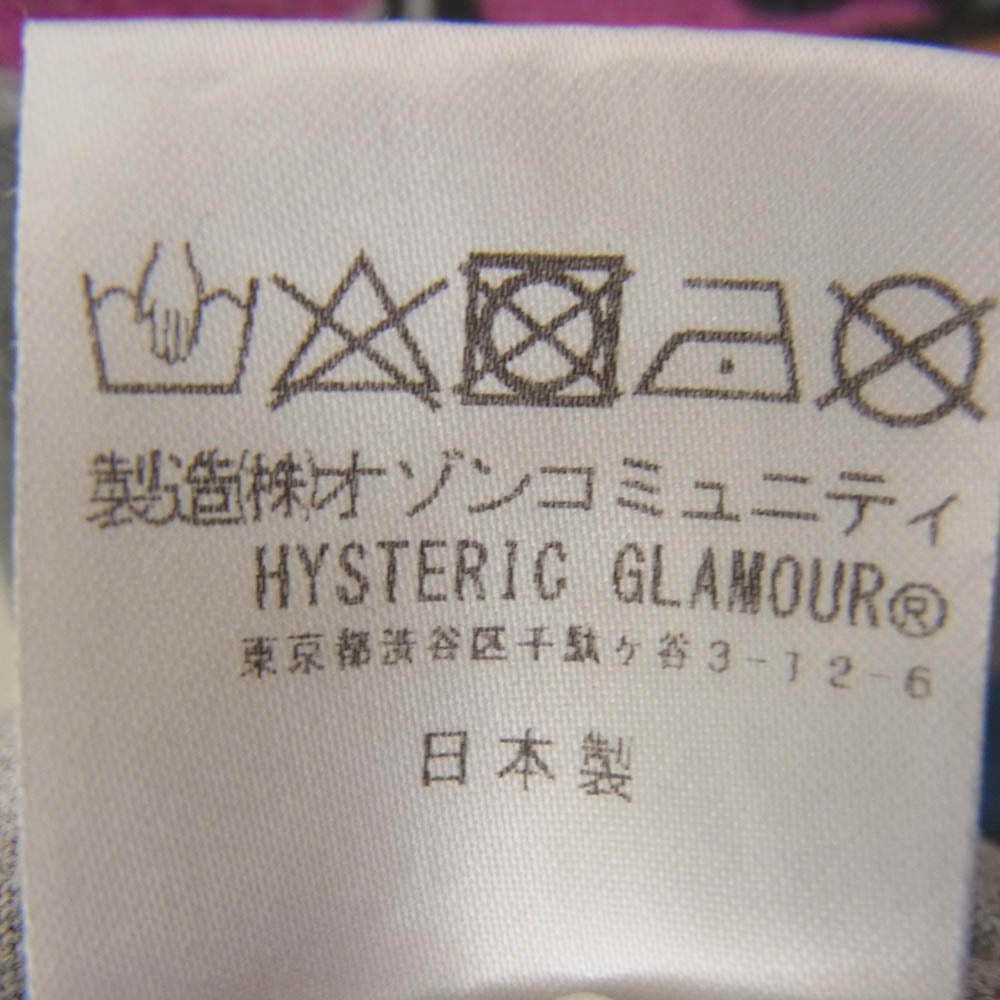 製造(株)オゾンコミュニティ
HYSTERIC GLAMOUR®
東京都渋谷区千駄ヶ谷3-12-6
日本製